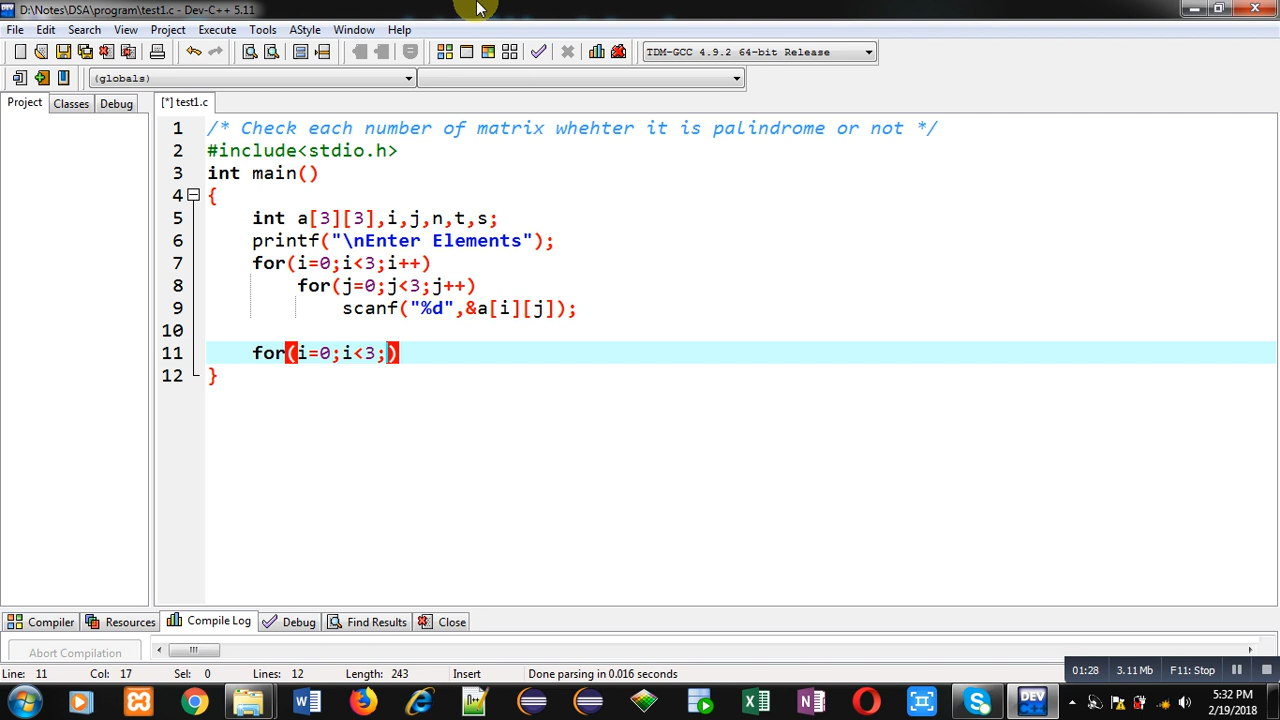 D:\Notes\DSA\program\test1.c - Dev-C++ 5.11
File Edit Search View Project Execute Tools AStyle Window Help
TDM-GCC 4.9.2 64-bit Release
(globals)
Project Classes Debug [*] test1.c
1 /* Check each number of matrix whehter it is palindrome or not */
2 #include<stdio.h>
3 int main()
4 {
5 int a[3][3],i,j,n,t,s;
6 printf("\nEnter Elements");
7 for(i=0;i<3;i++)
8 for(j=0;j<3;j++)
9 scanf("%d",&a[i][j]);
10
11 for(i=0;i<3;)
12 }
Compiler Resources Compile Log Debug Find Results Close
Abort Compilation
Line: 11 Col: 17 Sel: 0 Lines: 12 Length: 243 Insert Done parsing in 0.016 seconds
01:28 3.11 Mb F11: Stop
DEV
5:32 PM
2/19/2018